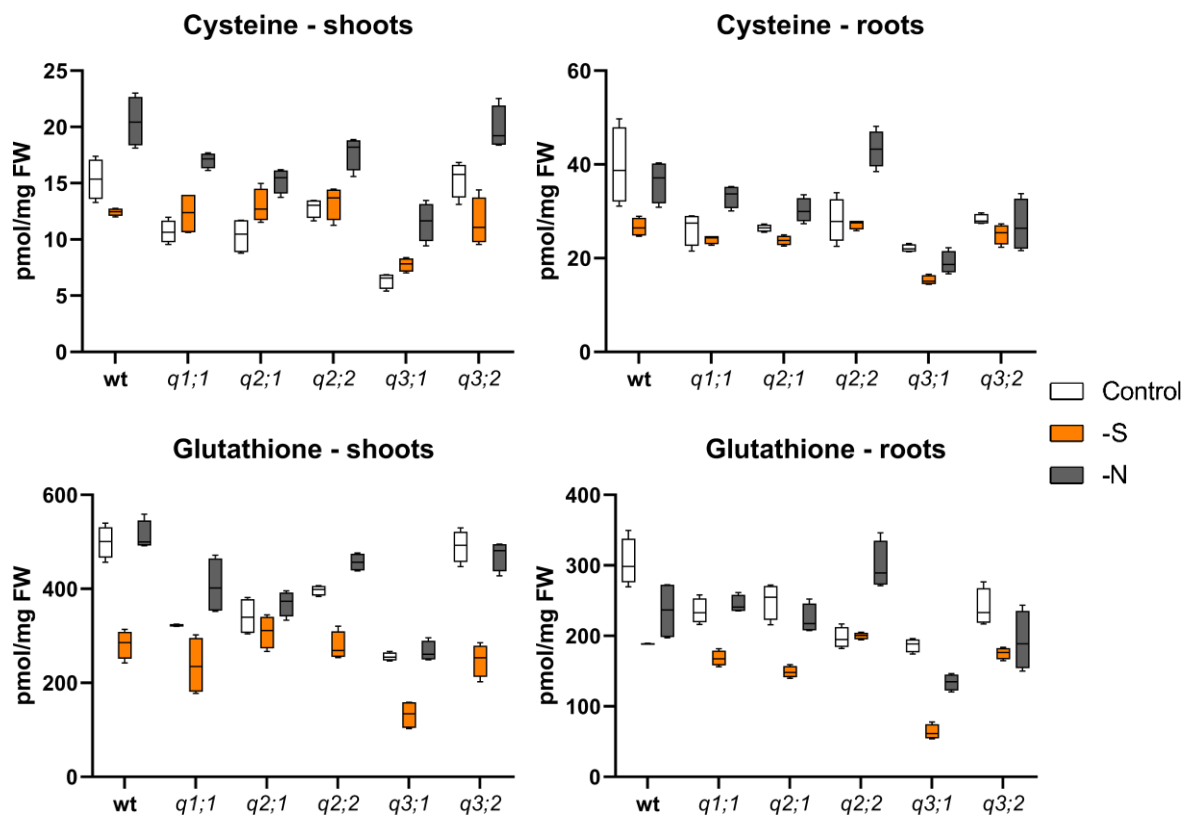 Cysteine - shoots
pmol/mg FW
25
20
15
10
5
0
wt q1;1 q2;1 q2;2 q3;1 q3;2
Cysteine - roots
pmol/mg FW
60
40
20
0
wt q1;1 q2;1 q2;2 q3;1 q3;2
Control
-S
-N
Glutathione - shoots
pmol/mg FW
600
400
200
0
wt q1;1 q2;1 q2;2 q3;1 q3;2
Glutathione - roots
pmol/mg FW
400
300
200
100
0
wt q1;1 q2;1 q2;2 q3;1 q3;2